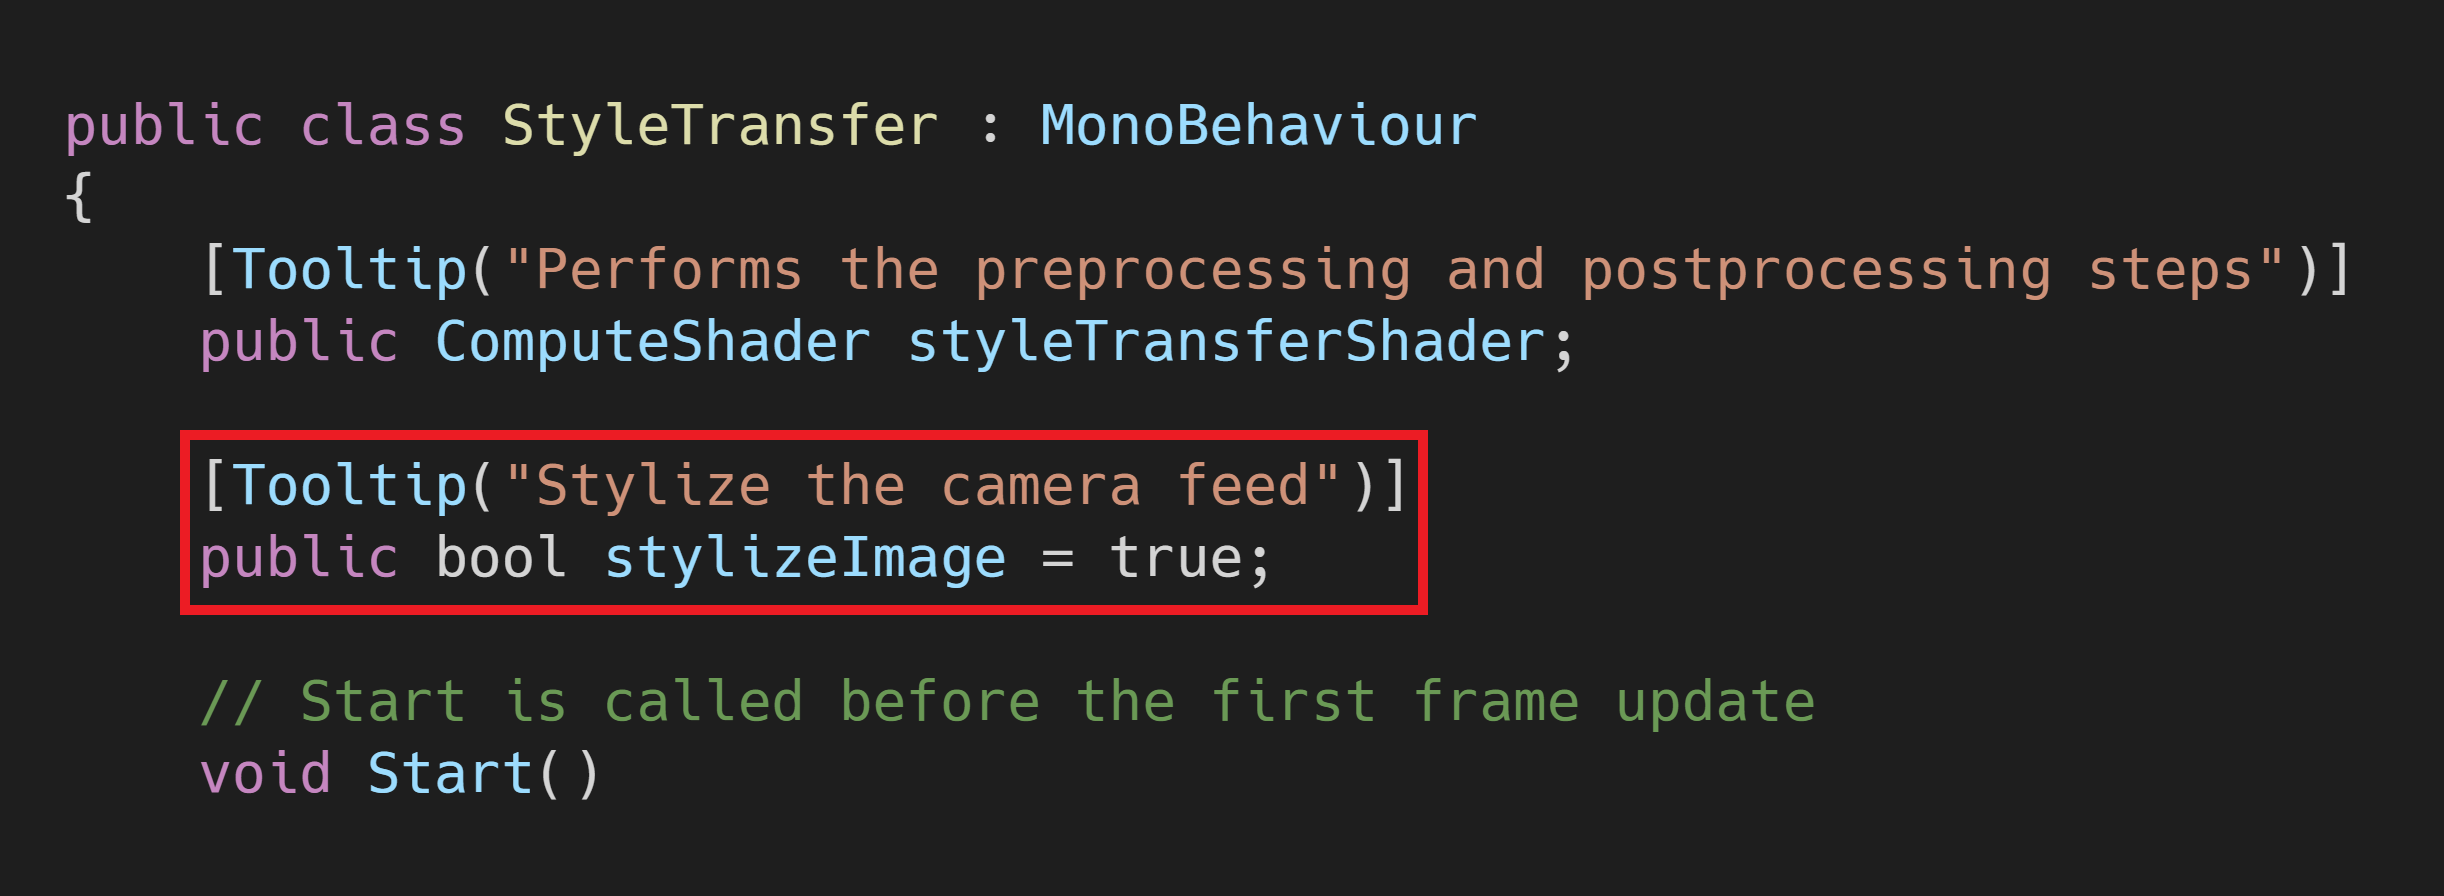 public class StyleTransfer : MonoBehaviour
{
    [Tooltip("Performs the preprocessing and postprocessing steps")]
    public ComputeShader styleTransferShader;

    [Tooltip("Stylize the camera feed")]
    public bool stylizeImage = true;

    // Start is called before the first frame update
    void Start()